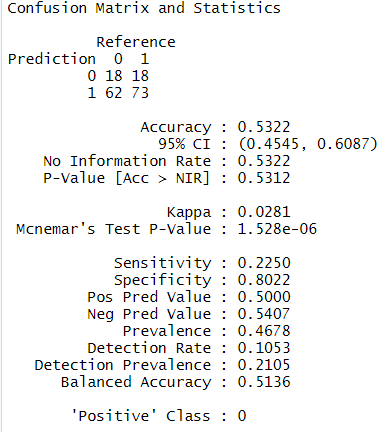 Confusion Matrix and Statistics
Reference
Prediction 0 1
0 18 18
1 62 73
Accuracy : 0.5322
95% CI : (0.4545, 0.6087)
No Information Rate : 0.5322
P-Value [Acc > NIR] : 0.5312
Kappa : 0.0281
Mcnemar's Test P-Value : 1.528e-06
Sensitivity : 0.2250
Specificity : 0.8022
Pos Pred Value : 0.5000
Neg Pred Value : 0.5407
Prevalence : 0.4678
Detection Rate : 0.1053
Detection Prevalence : 0.2105
Balanced Accuracy : 0.5136
'Positive' Class : 0